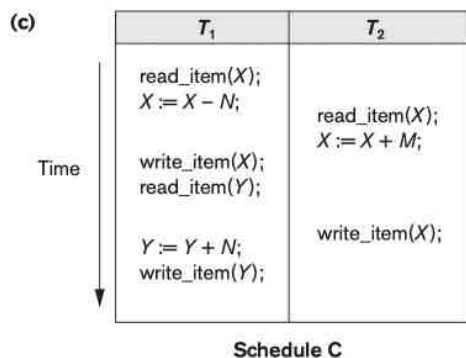 (c)
T₁ T₂
read_item(X);
X := X – N;
read_item(X);
X := X + M;
Time
write_item(X);
read_item(Y);
write_item(X);
Y := Y + N;
write_item(Y);
Schedule C